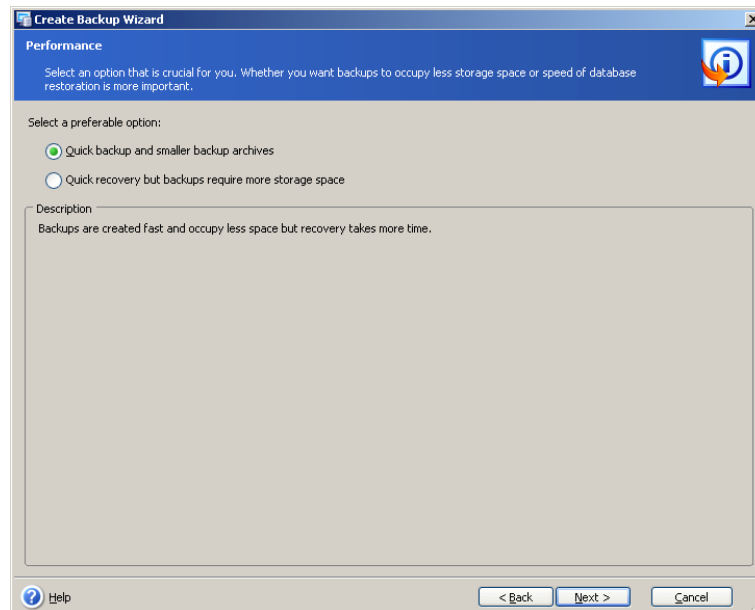 Create Backup Wizard
Performance
Select an option that is crucial for you. Whether you want backups to occupy less storage space or speed of database
restoration is more important.
Select a preferable option:
Quick backup and smaller backup archives
Quick recovery but backups require more storage space
Description
Backups are created fast and occupy less space but recovery takes more time.
Help
< Back
Next >
Cancel